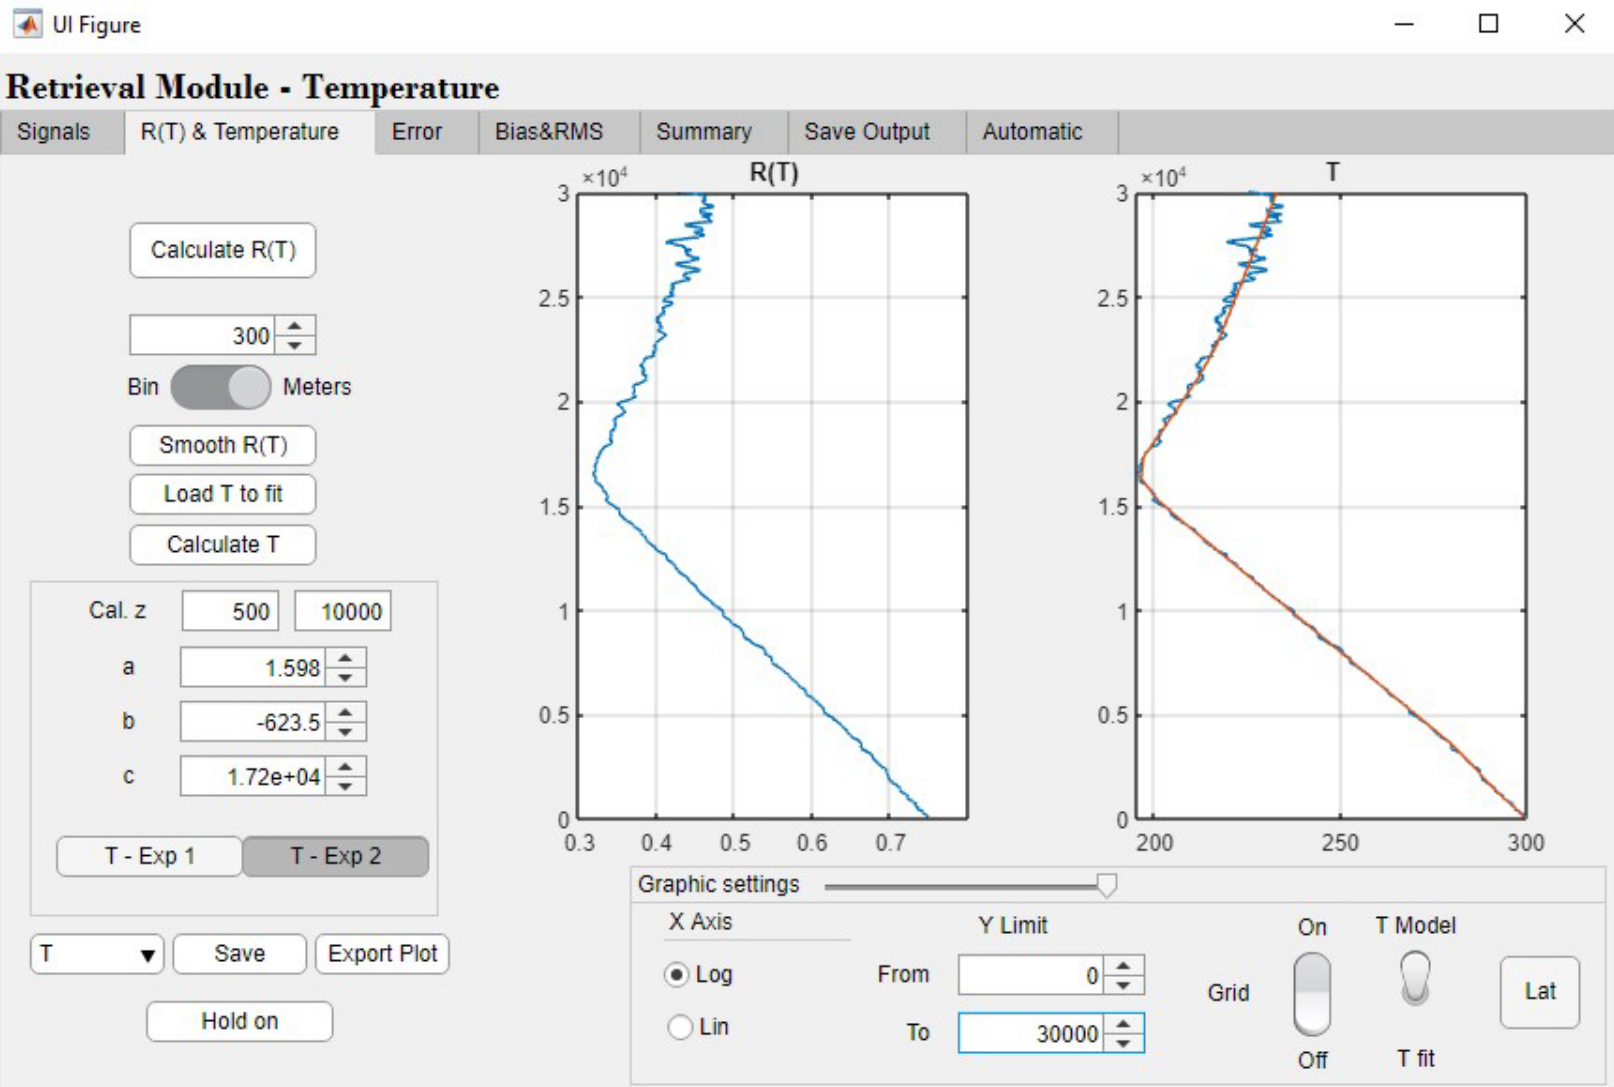 UI Figure
Retrieval Module - Temperature
Signals R(T) & Temperature Error Bias&RMS Summary Save Output Automatic
Calculate R(T)
300
Bin Meters
Smooth R(T)
Load T to fit
Calculate T
Cal. z 500 10000
a 1.598
b -623.5
c 1.72e+04
T - Exp 1 T - Exp 2
T Save Export Plot
Hold on
×10⁴ R(T)
3
2.5
2
1.5
1
0.5
0
0.3 0.4 0.5 0.6 0.7
×10⁴ T
3
2.5
2
1.5
1
0.5
0
200 250 300
Graphic settings
X Axis
Log
Lin
Y Limit
From 0
To 30000
On
Grid
Off
T Model
T fit
Lat